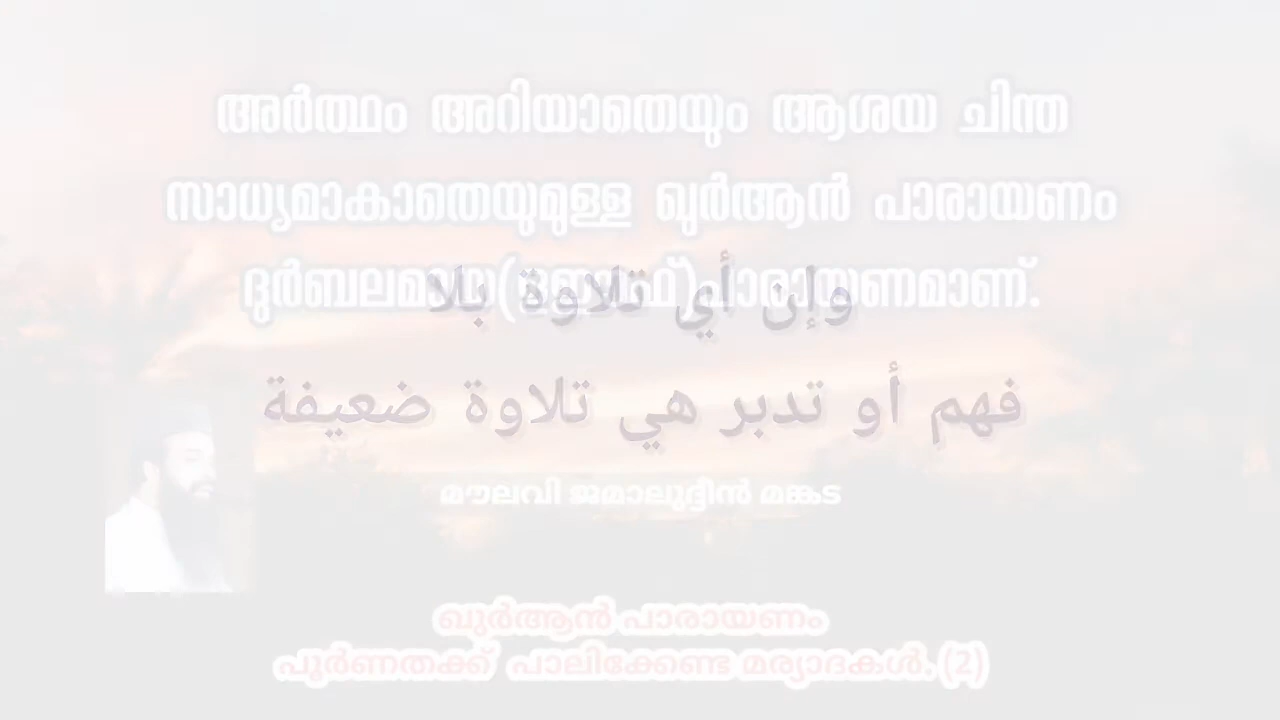 അർത്ഥം അറിയാതെയും ആശയ ചിന്ത
സാധ്യമാകാതെയുമുള്ള ഖുർആൻ പാരായണം
ദുർബലമായ പാരായണമാണ്.
وإن أي تلاوة بلا
فهم أو تدبر هي تلاوة ضعيفة
മൗലവി ജമാലുദ്ദീൻ മങ്കട
ഖുർആൻ പാരായണം
പൂർണതക്ക് പാലിക്കേണ്ട മര്യാദകൾ. (2)